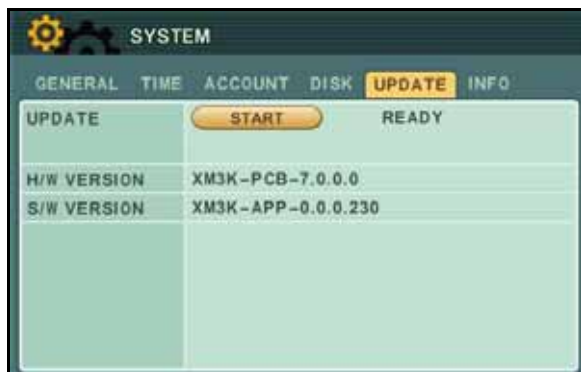 SYSTEM
GENERAL TIME ACCOUNT DISK UPDATE INFO
UPDATE START READY
H/W VERSION XM3K-PCB-7.0.0.0
S/W VERSION XM3K-APP-0.0.0.230